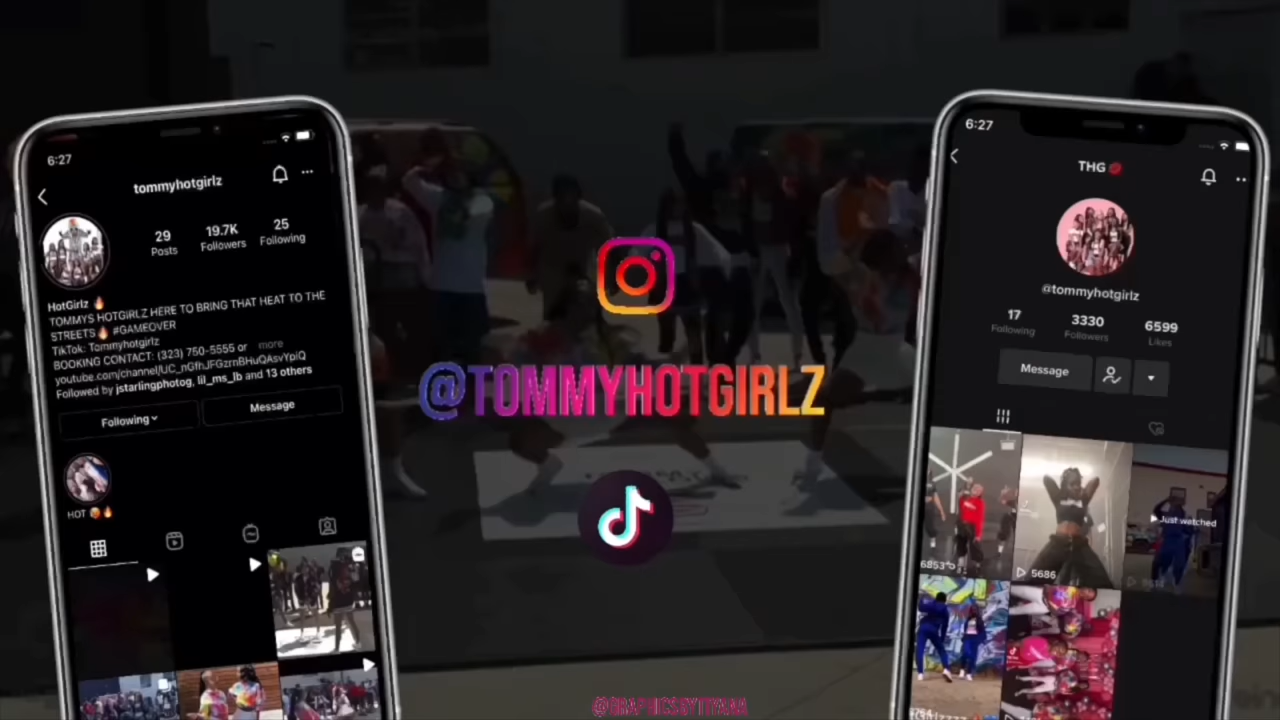 6:27
tommyhotgirlz
29
Posts
19.7K
Followers
25
Following
HotGirlz 🔥
TOMMYS HOTGIRLZ HERE TO BRING THAT HEAT TO THE
STREETS🔥 #GAMEOVER
TikTok: Tommyhotgirlz
BOOKING CONTACT: (323) 750-5555 or more
Followed by jstarlingphotog, lil_ms_lb and 13 others
Following
Message
HOT
@TOMMYHOTGIRLZ
6:27
THG
@tommyhotgirlz
17
Following
3330
Followers
6599
Likes
Message
Just watched
6853
5686
@GRAPHICSBYTIYANA